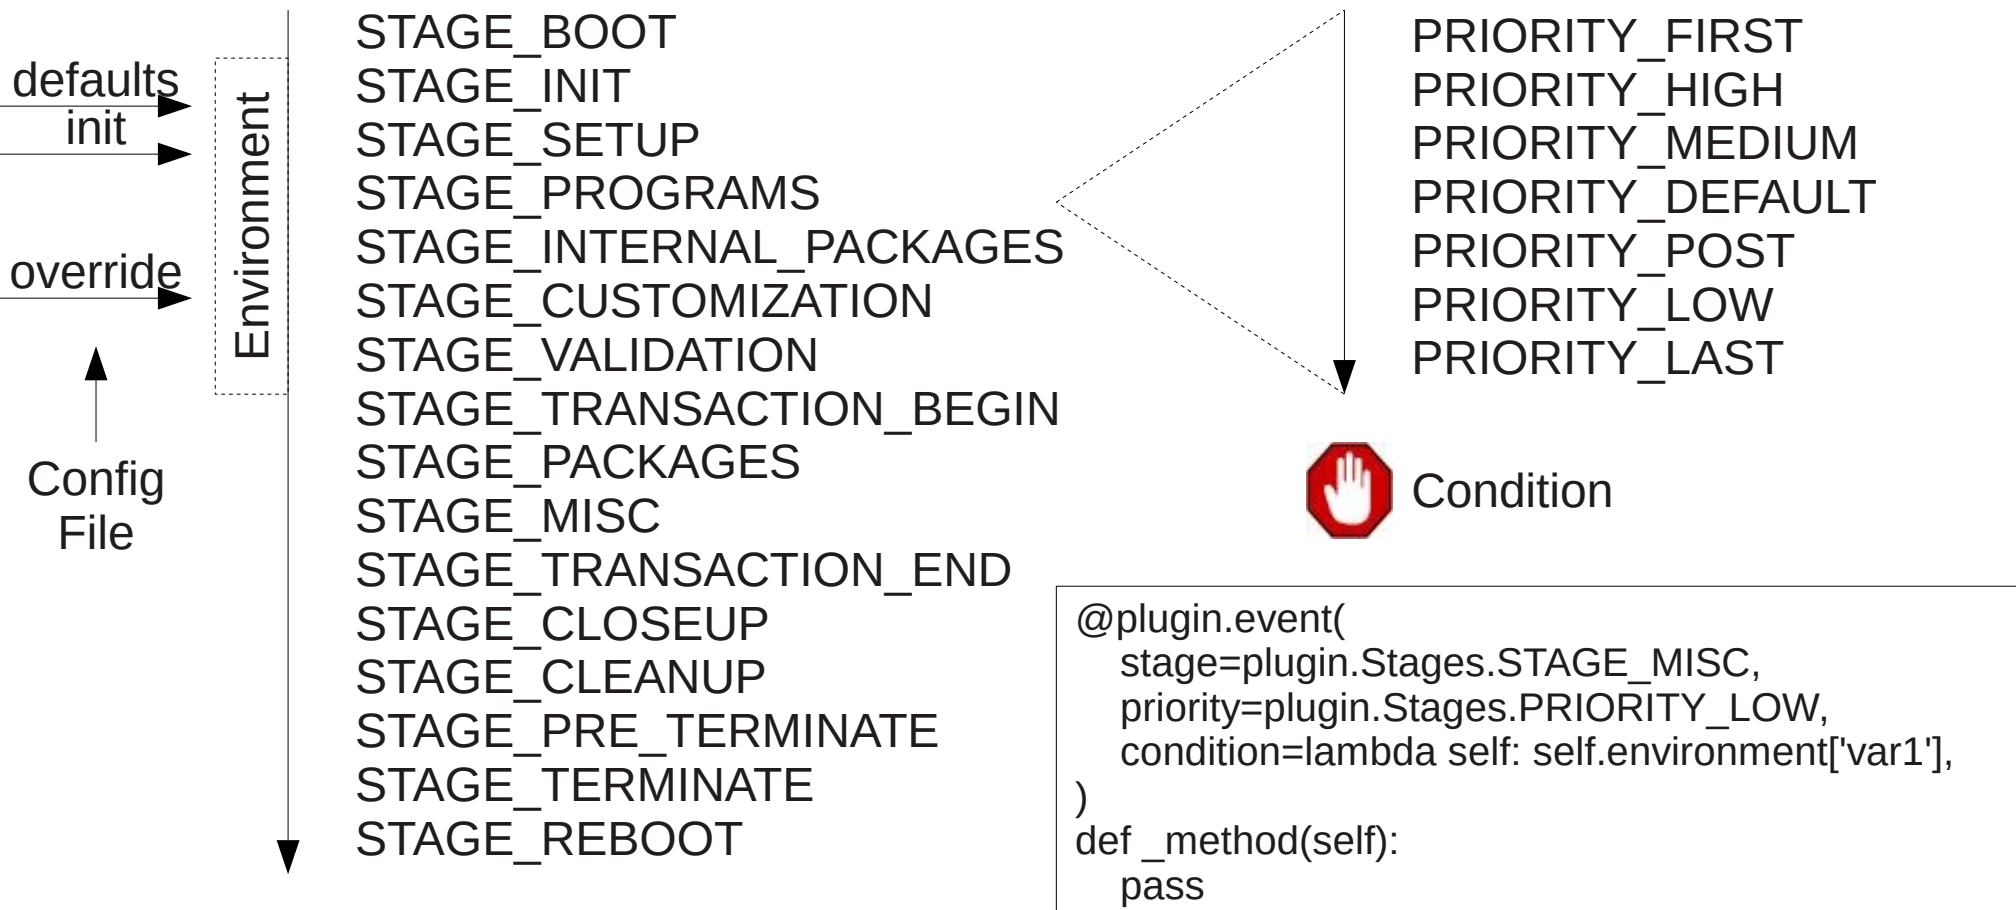 defaults
init
override
Config
File
Environment
STAGE_BOOT
STAGE_INIT
STAGE_SETUP
STAGE_PROGRAMS
STAGE_INTERNAL_PACKAGES
STAGE_CUSTOMIZATION
STAGE_VALIDATION
STAGE_TRANSACTION_BEGIN
STAGE_PACKAGES
STAGE_MISC
STAGE_TRANSACTION_END
STAGE_CLOSEUP
STAGE_CLEANUP
STAGE_PRE_TERMINATE
STAGE_TERMINATE
STAGE_REBOOT
PRIORITY_FIRST
PRIORITY_HIGH
PRIORITY_MEDIUM
PRIORITY_DEFAULT
PRIORITY_POST
PRIORITY_LOW
PRIORITY_LAST
Condition
@plugin.event(
    stage=plugin.Stages.STAGE_MISC,
    priority=plugin.Stages.PRIORITY_LOW,
    condition=lambda self: self.environment['var1'],
)
def _method(self):
    pass